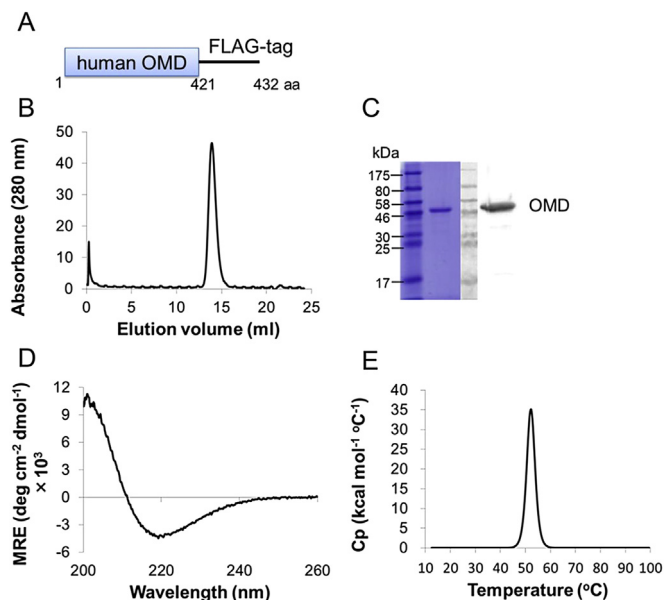 A
FLAG-tag
human OMD
1 421 432 aa
B
Absorbance (280 nm)
50
40
30
20
10
0
0 5 10 15 20 25
Elution volume (ml)
C
kDa
175
80
58
46
30
25
17
OMD
D
MRE (deg cm⁻² dmol⁻¹)
× 10³
12
9
6
3
0
-3
-6
200 220 240 260
Wavelength (nm)
E
Cp (kcal mol⁻¹ ºC⁻¹)
40
35
30
25
20
15
10
5
0
10 20 30 40 50 60 70 80 90 100
Temperature (ºC)